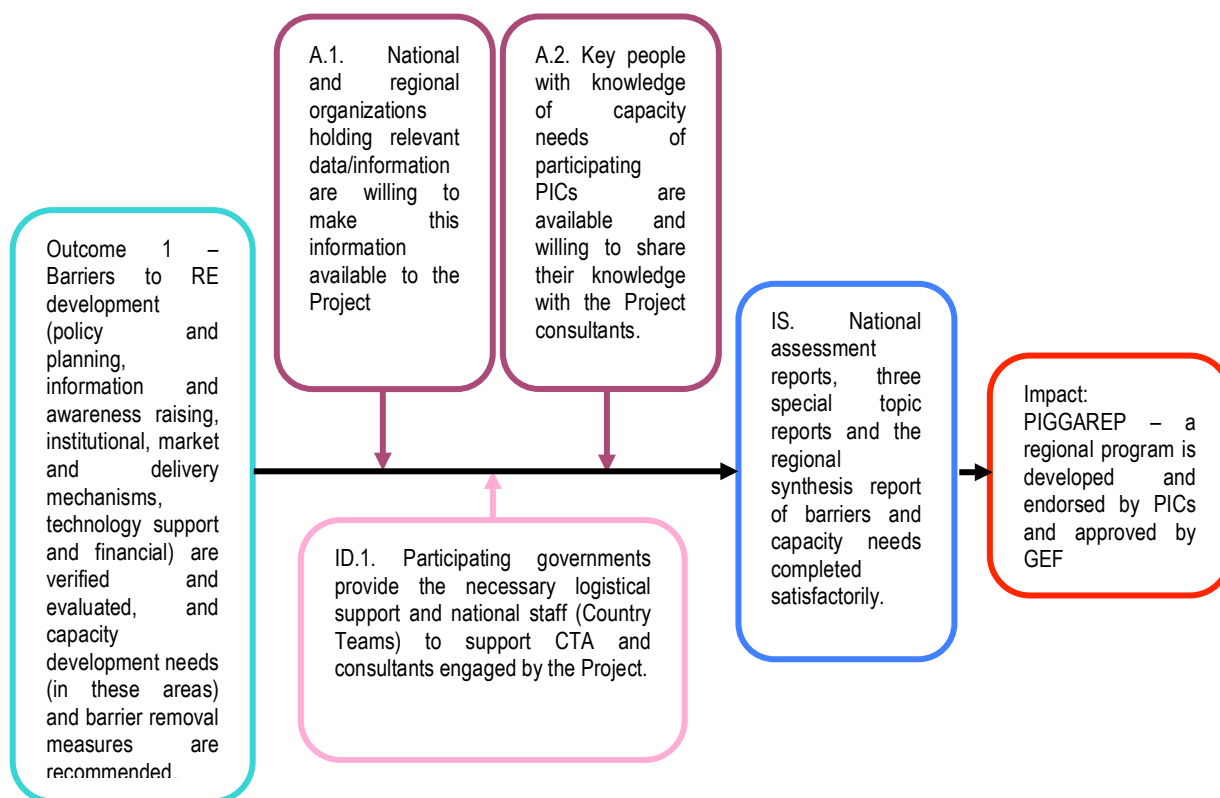 Outcome 1 –
Barriers to RE
development
(policy and
planning,
information and
awareness raising,
institutional, market
and delivery
mechanisms,
technology support
and financial) are
verified and
evaluated, and
capacity
development needs
(in these areas) and
barrier removal
measures are
recommended.
A.1. National
and regional
organizations
holding relevant
data/information
are willing to
make this
information
available to the
Project
A.2. Key people
with knowledge
of capacity
needs of
participating
PICs are
available and
willing to share
their knowledge
with the Project
consultants.
ID.1. Participating governments
provide the necessary logistical
support and national staff (Country
Teams) to support CTA and
consultants engaged by the Project.
IS. National
assessment
reports, three
special topic
reports and the
regional
synthesis report
of barriers and
capacity needs
completed
satisfactorily.
Impact:
PIGGAREP – a
regional program is
developed and
endorsed by PICs
and approved by
GEF